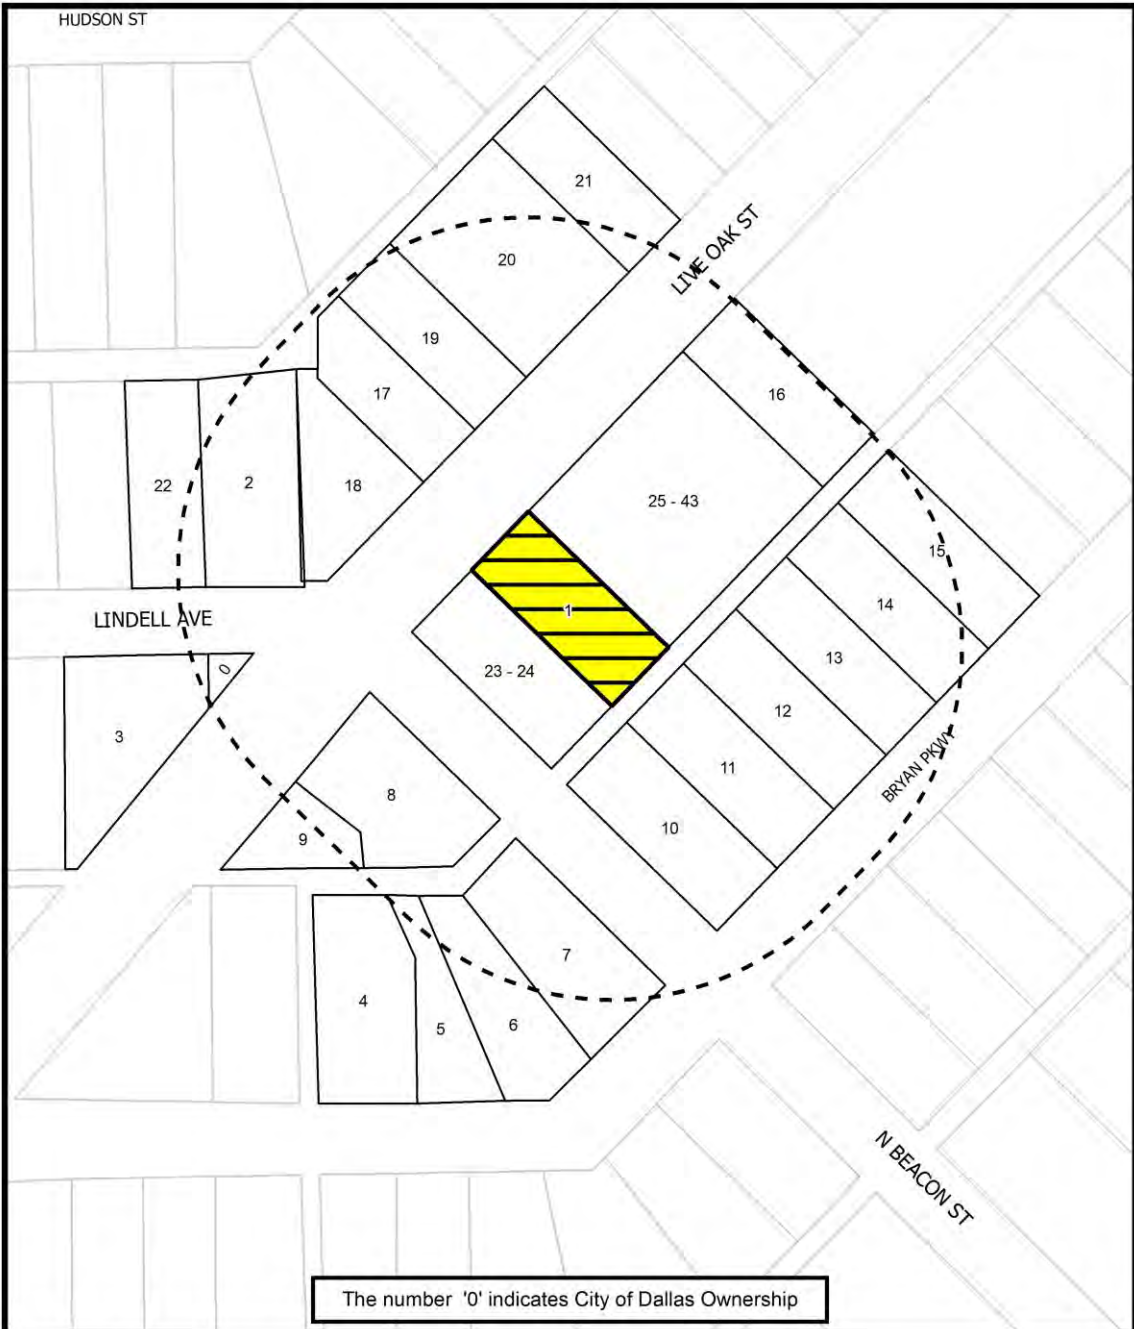 HUDSON ST
21
20
LIVE OAK ST
19
16
17
22
2
18
25 - 43
15
1
14
LINDELL AVE
13
0
23 - 24
12
3
11
BRYAN PKWY
8
10
9
7
4
5
6
N BEACON ST
The number '0' indicates City of Dallas Ownership